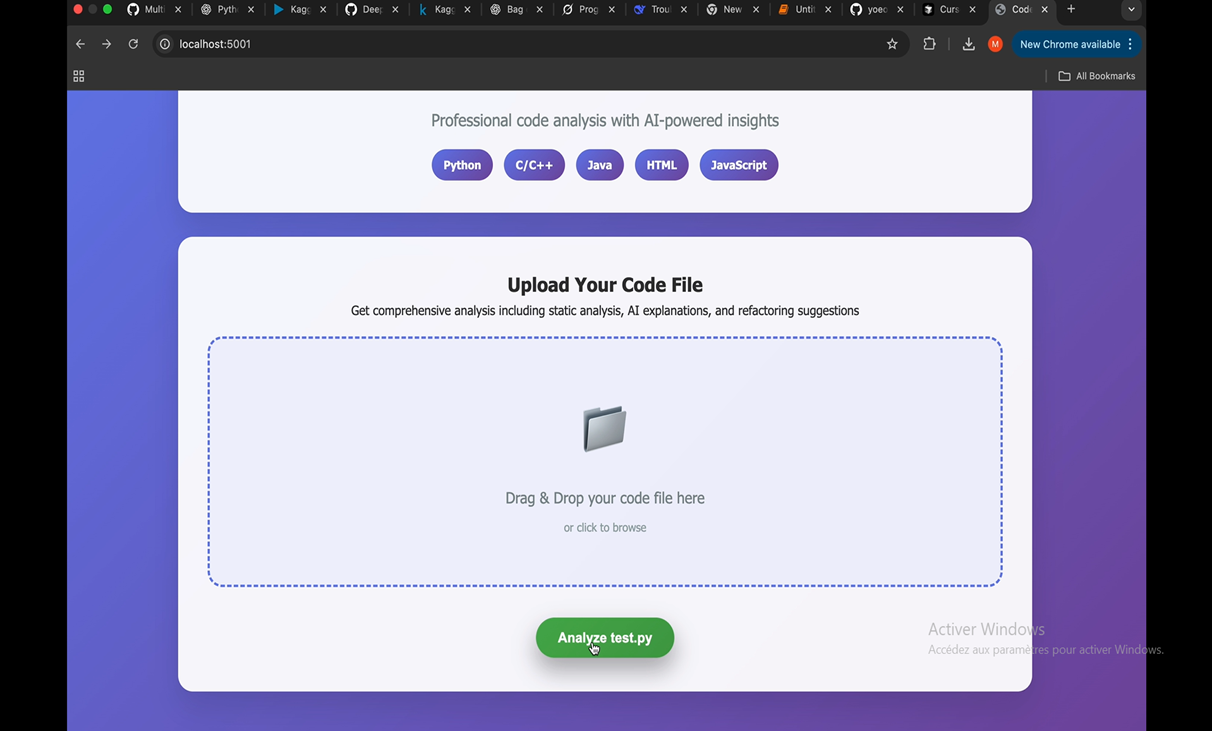 Multi
Pyth
Kagg
Deep
Kagg
Bag
Prog
Trou
New
Unti
yoeo
Curs
Code
localhost:5001
M
New Chrome available
All Bookmarks
Professional code analysis with AI-powered insights
Python
C/C++
Java
HTML
JavaScript
Upload Your Code File
Get comprehensive analysis including static analysis, AI explanations, and refactoring suggestions
Drag & Drop your code file here
or click to browse
Analyze test.py
Activer Windows
Accédez aux paramètres pour activer Windows.